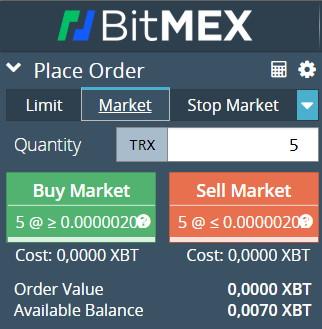 BitMEX
Place Order
Limit Market Stop Market
Quantity TRX 5
Buy Market Sell Market
5 @ ≥ 0.0000020 5 @ ≤ 0.0000020
Cost: 0,0000 XBT Cost: 0,0000 XBT
Order Value 0,0000 XBT
Available Balance 0,0070 XBT